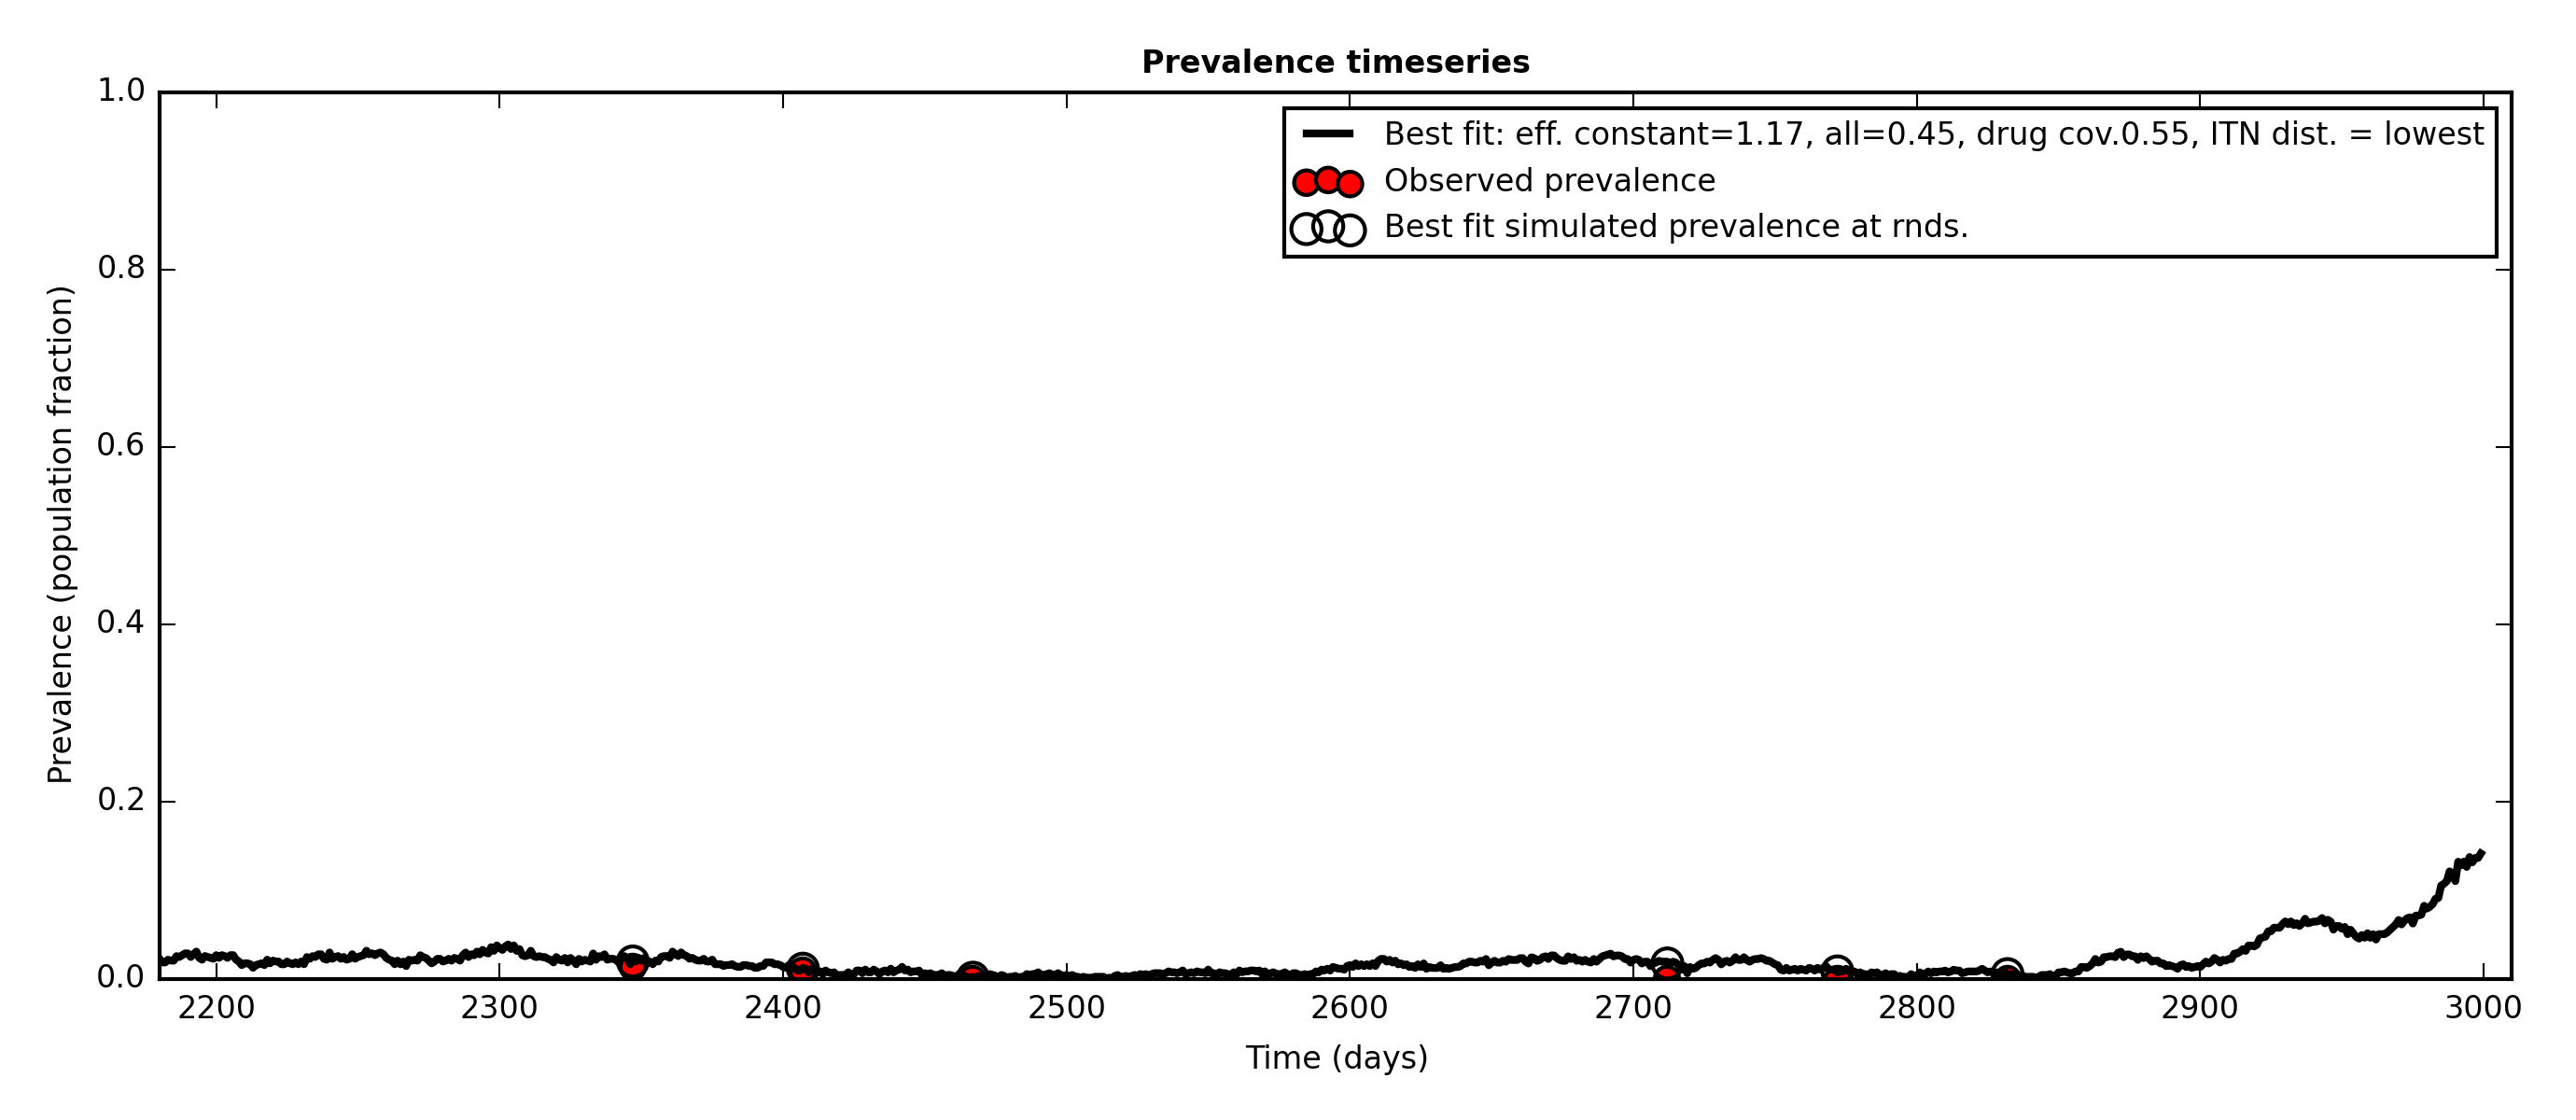 Prevalence timeseries
1.0
0.8
0.6
0.4
0.2
0.0
Prevalence (population fraction)
Best fit: eff. constant=1.17, all=0.45, drug cov.0.55, ITN dist. = lowest
Observed prevalence
Best fit simulated prevalence at rnds.
2200 2300 2400 2500 2600 2700 2800 2900 3000
Time (days)